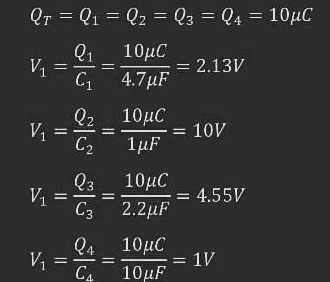 Q_T = Q_1 = Q_2 = Q_3 = Q_4 = 10μC
V_1 = Q_1/C_1 = 10μC/4.7μF = 2.13V
V_1 = Q_2/C_2 = 10μC/1μF = 10V
V_1 = Q_3/C_3 = 10μC/2.2μF = 4.55V
V_1 = Q_4/C_4 = 10μC/10μF = 1V